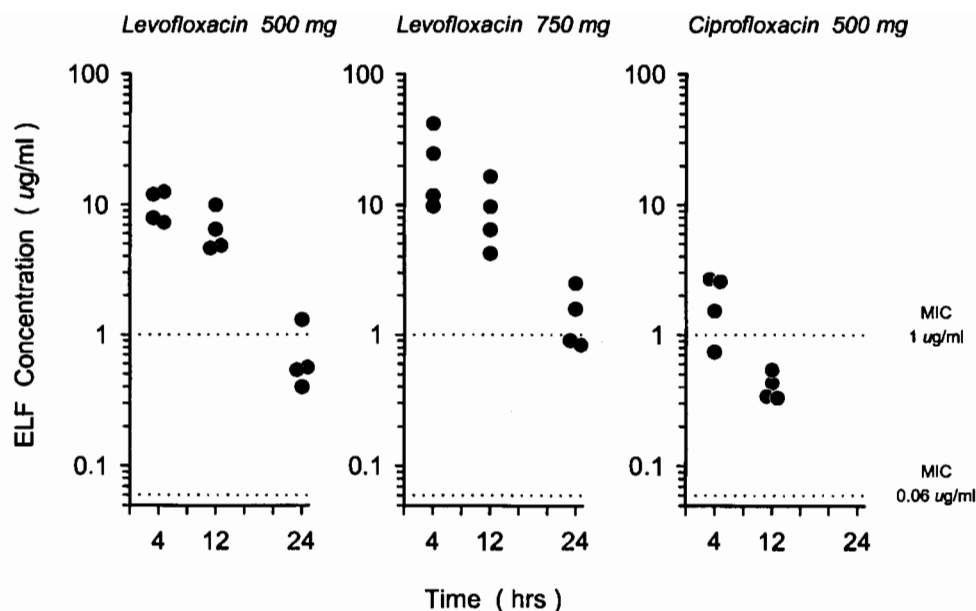 Levofloxacin 500 mg
Levofloxacin 750 mg
Ciprofloxacin 500 mg
ELF Concentration ( ug/ml )
100
10
1
0.1
100
10
1
0.1
100
10
1
0.1
MIC
1 ug/ml
MIC
0.06 ug/ml
4 12 24
4 12 24
4 12 24
Time ( hrs )